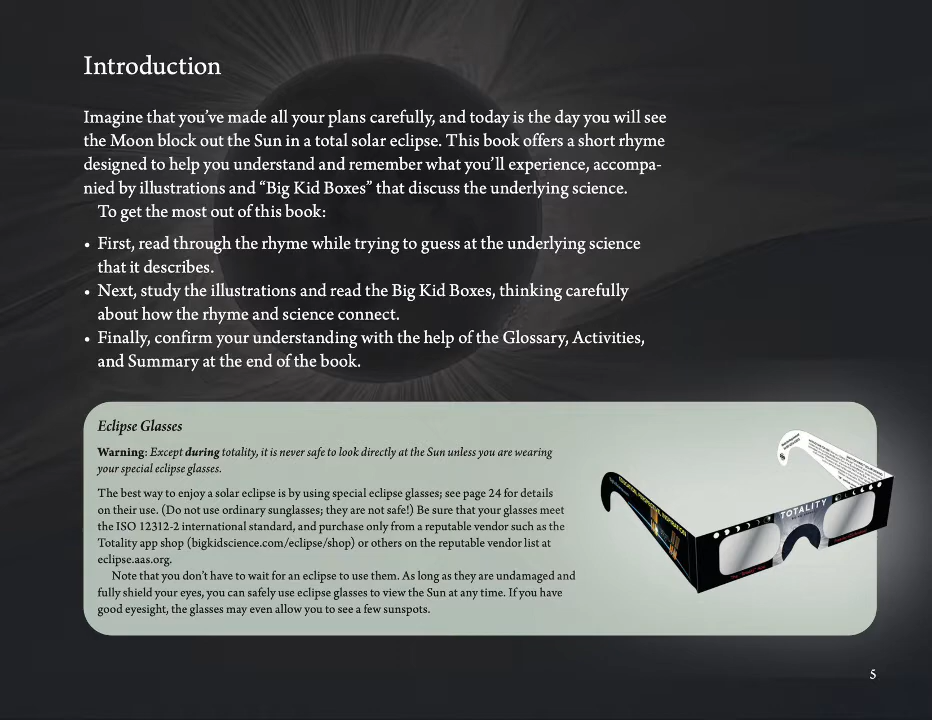 Introduction
Imagine that you’ve made all your plans carefully, and today is the day you will see
the Moon block out the Sun in a total solar eclipse. This book offers a short rhyme
designed to help you understand and remember what you’ll experience, accompa-
nied by illustrations and “Big Kid Boxes” that discuss the underlying science.
To get the most out of this book:
• First, read through the rhyme while trying to guess at the underlying science
that it describes.
• Next, study the illustrations and read the Big Kid Boxes, thinking carefully
about how the rhyme and science connect.
• Finally, confirm your understanding with the help of the Glossary, Activities,
and Summary at the end of the book.
Eclipse Glasses
Warning: Except during totality, it is never safe to look directly at the Sun unless you are wearing
your special eclipse glasses.
The best way to enjoy a solar eclipse is by using special eclipse glasses; see page 24 for details
on their use. (Do not use ordinary sunglasses; they are not safe!) Be sure that your glasses meet
the ISO 12312-2 international standard, and purchase only from a reputable vendor such as the
Totality app shop (bigkidscience.com/eclipse/shop) or others on the reputable vendor list at
eclipse.aas.org.
Note that you don’t have to wait for an eclipse to use them. As long as they are undamaged and
fully shield your eyes, you can safely use eclipse glasses to view the Sun at any time. If you have
good eyesight, the glasses may even allow you to see a few sunspots.
TOTALITY
5